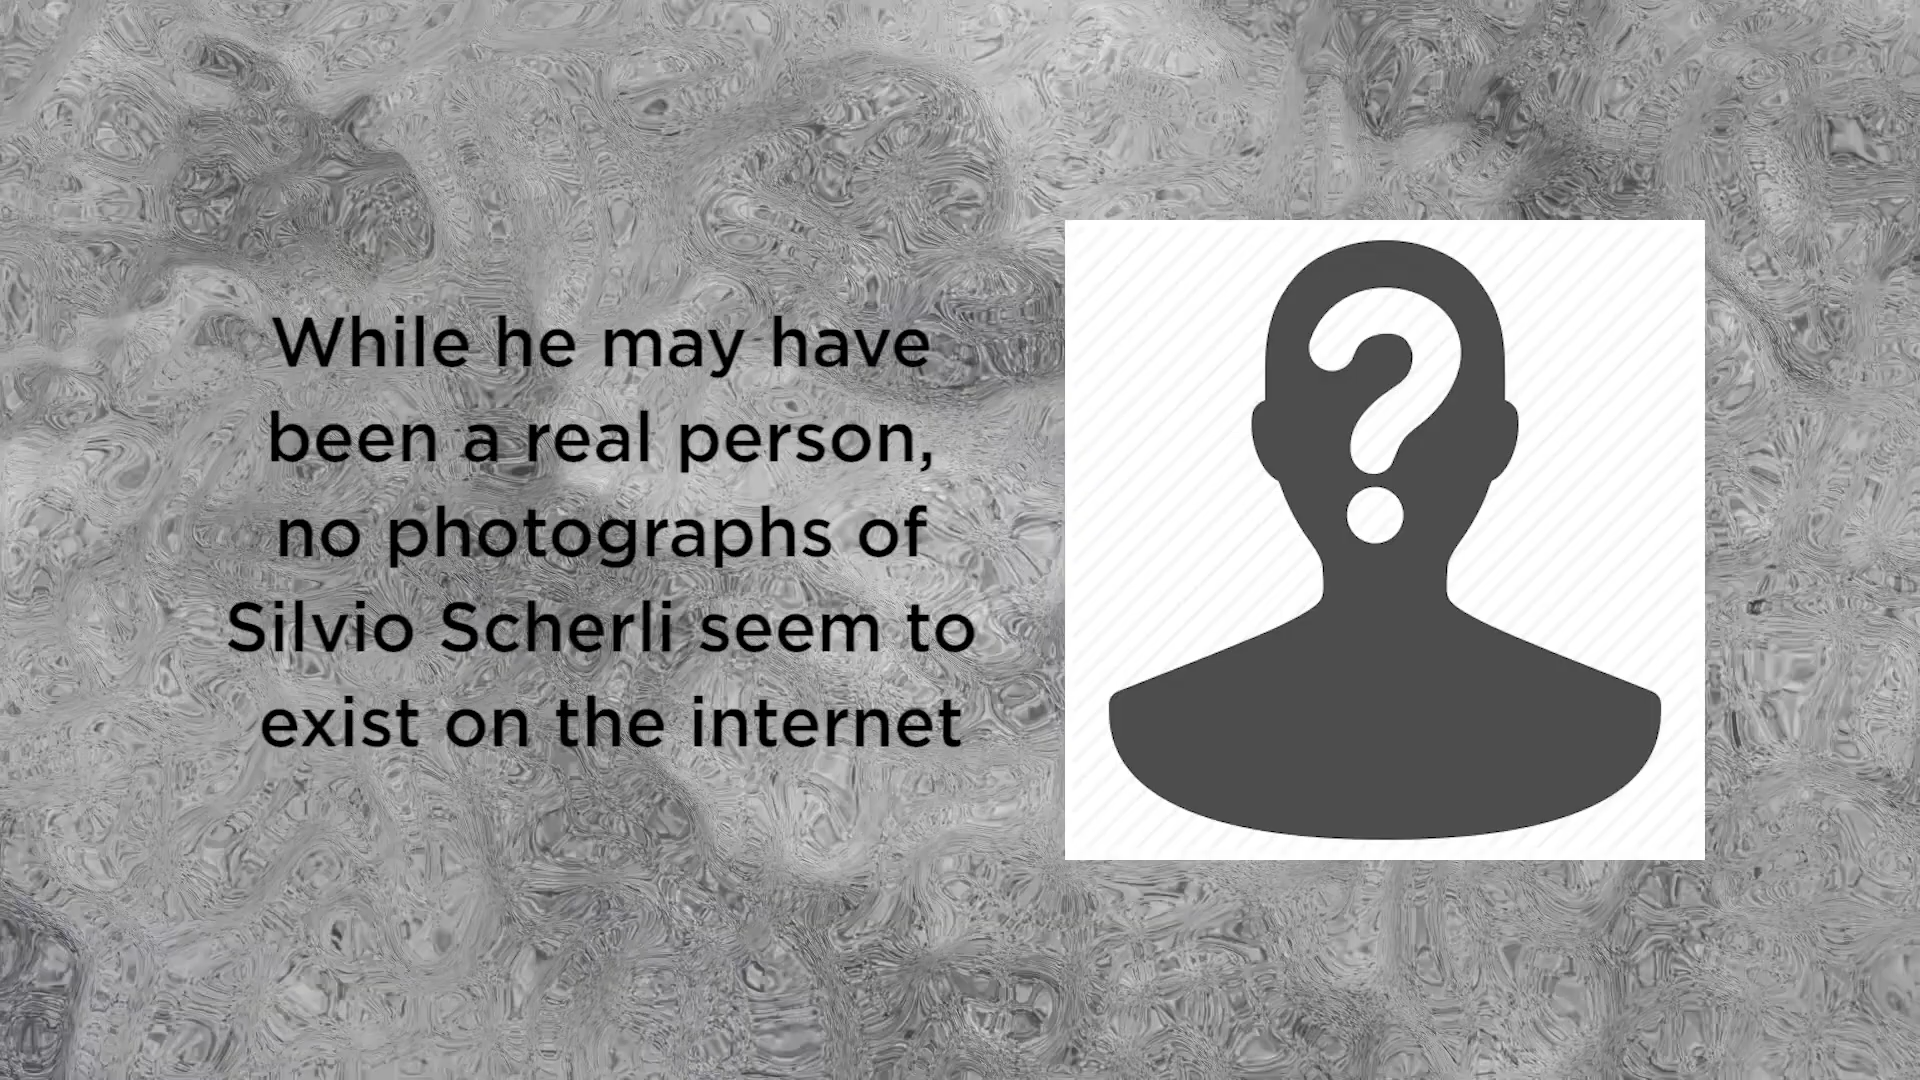 While he may have
been a real person,
no photographs of
Silvio Scherli seem to
exist on the internet
?